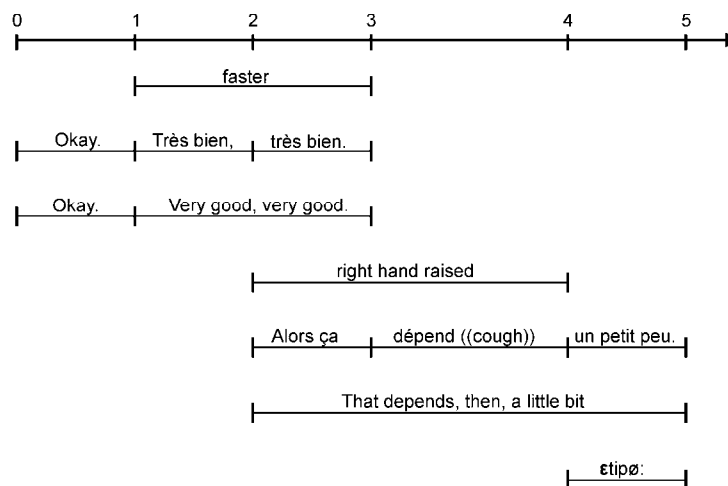 0 1 2 3 4 5
faster
Okay. Très bien, très bien.
Okay. Very good, very good.
right hand raised
Alors ça dépend ((cough)) un petit peu.
That depends, then, a little bit
ɛtipø: